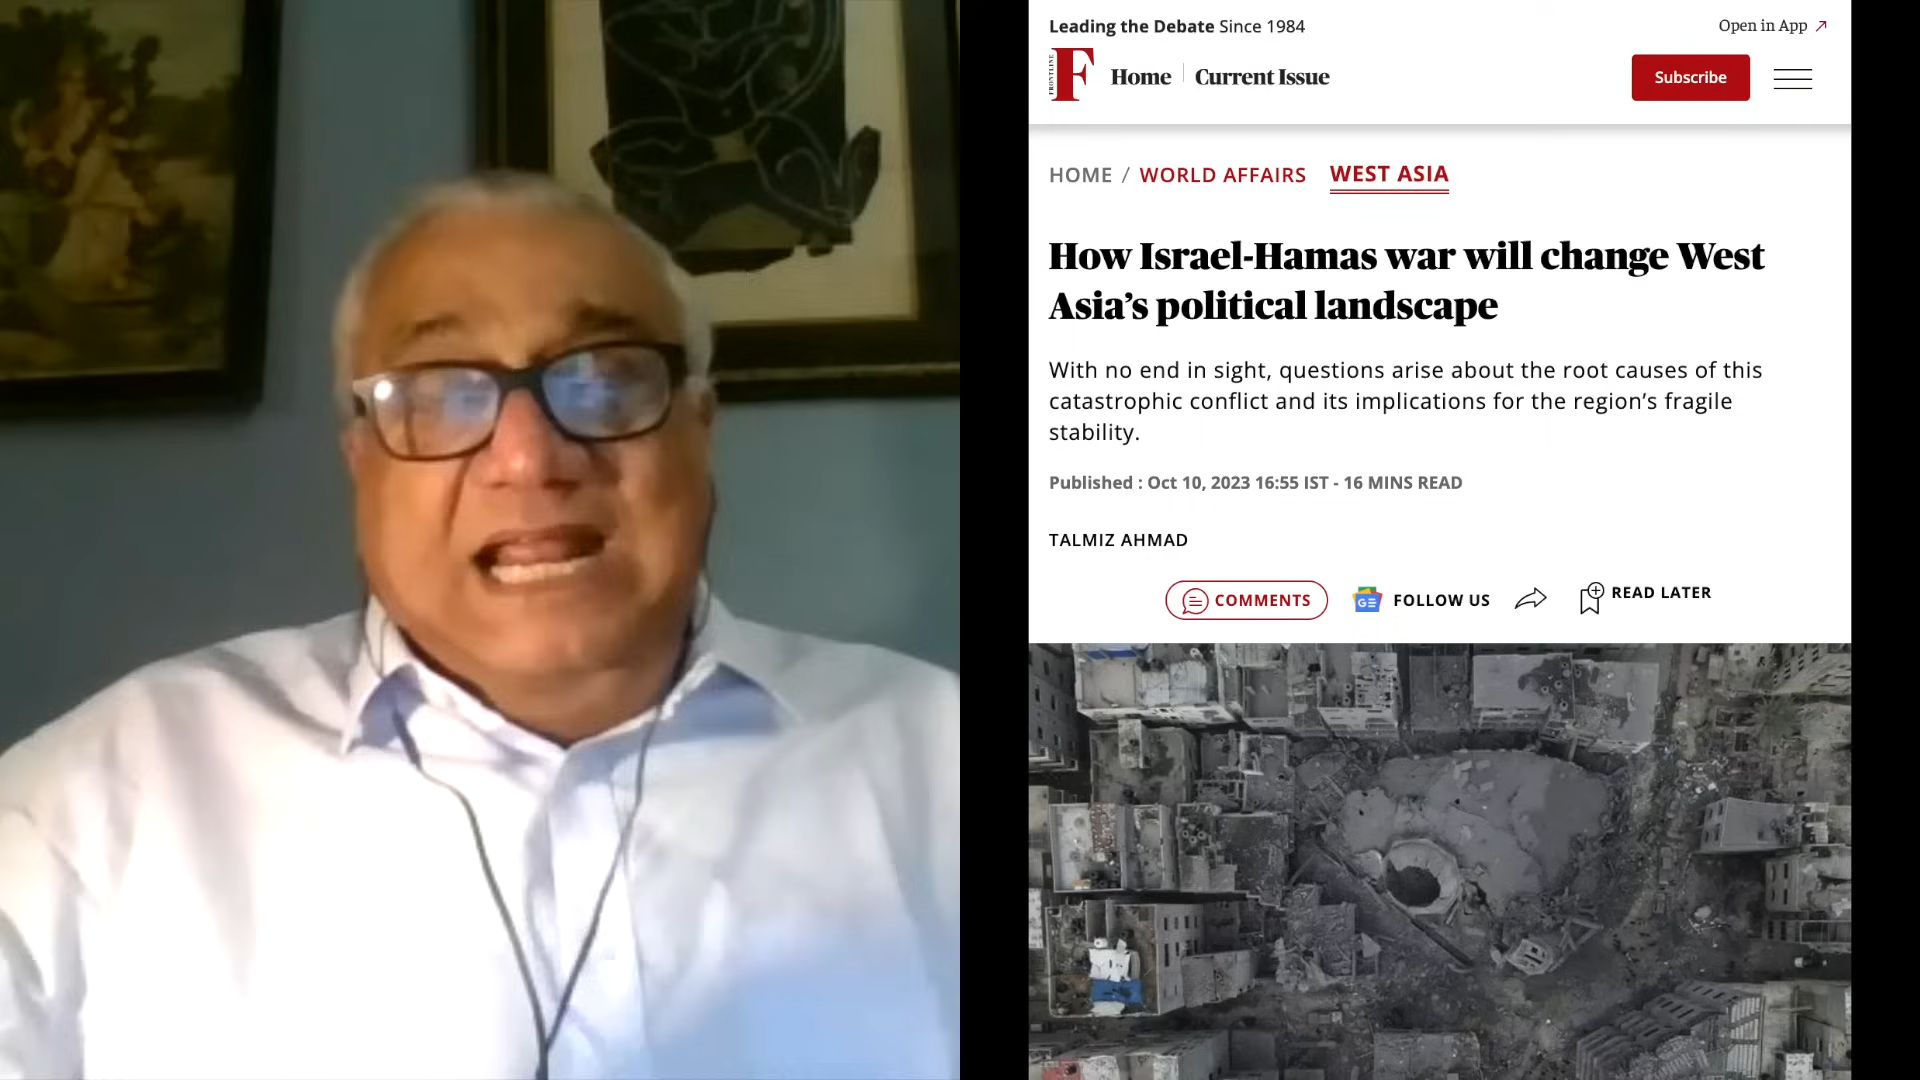 Leading the Debate Since 1984
Open in App
FRONTLINE
F
Home
Current Issue
Subscribe
HOME / WORLD AFFAIRS WEST ASIA
How Israel-Hamas war will change West
Asia’s political landscape
With no end in sight, questions arise about the root causes of this
catastrophic conflict and its implications for the region’s fragile
stability.
Published : Oct 10, 2023 16:55 IST - 16 MINS READ
TALMIZ AHMAD
COMMENTS
GE
FOLLOW US
READ LATER